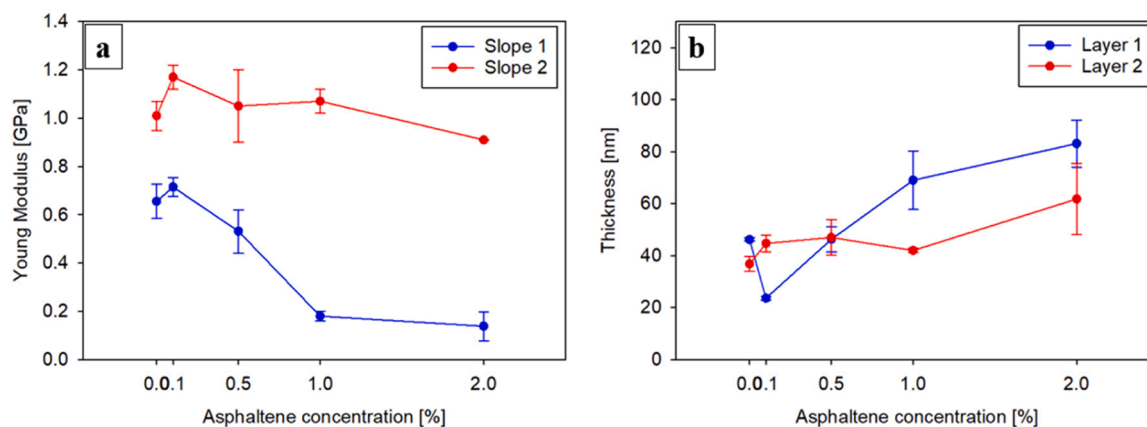 a
Slope 1
Slope 2
Young Modulus [GPa]
1.4
1.2
1.0
0.8
0.6
0.4
0.2
0.0
0.0 0.1 0.5 1.0 2.0
Asphaltene concentration [%]
b
Layer 1
Layer 2
Thickness [nm]
120
100
80
60
40
20
0
0.0 0.1 0.5 1.0 2.0
Asphaltene concentration [%]